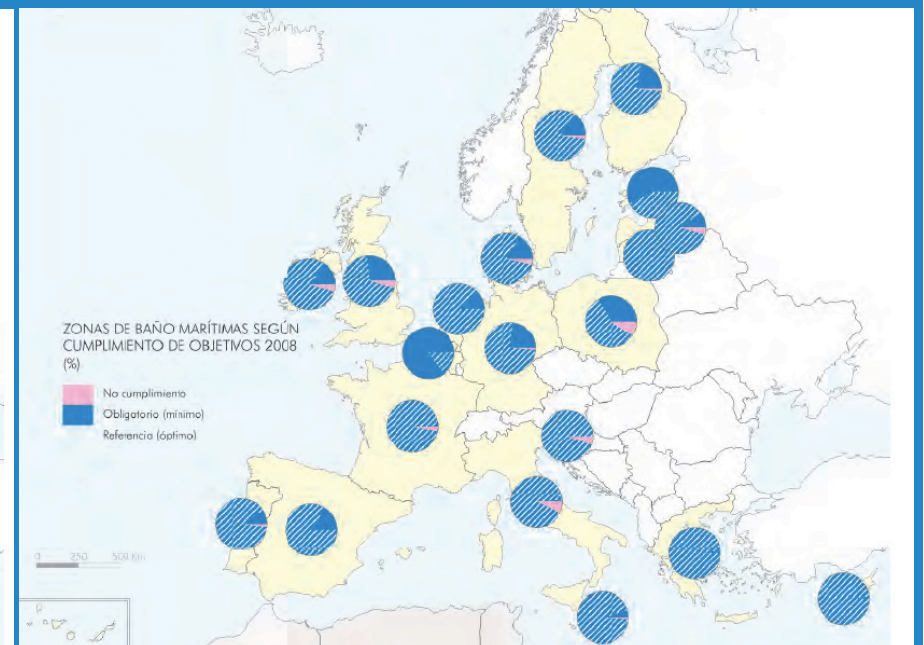 ZONAS DE BAÑO MARÍTIMAS SEGÚN
CUMPLIMIENTO DE OBJETIVOS 2008
(%)
No cumplimiento
Obligatorio (mínimo)
Referencia (óptimo)
0 250 500 Km